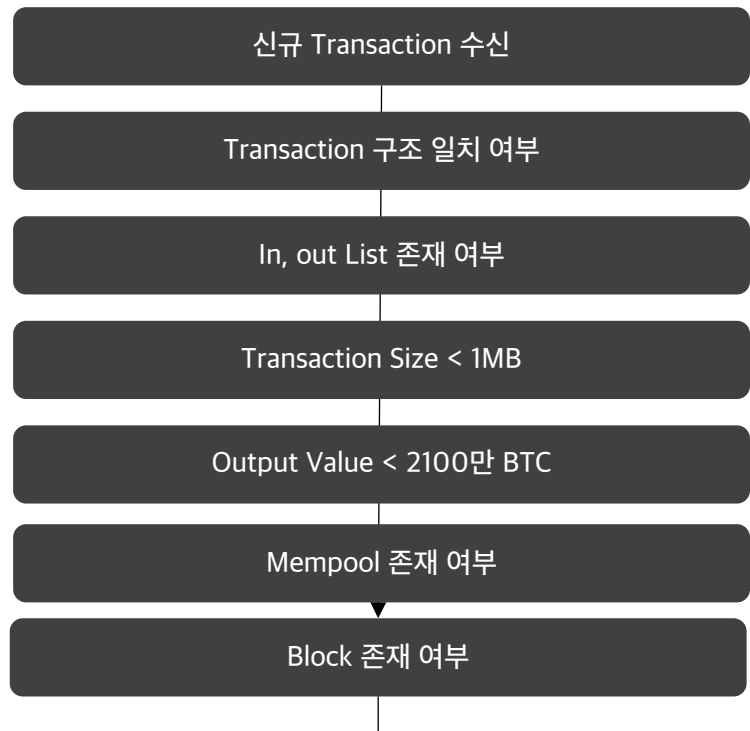 신규 Transaction 수신
Transaction 구조 일치 여부
In, out List 존재 여부
Transaction Size < 1MB
Output Value < 2100만 BTC
Mempool 존재 여부
Block 존재 여부